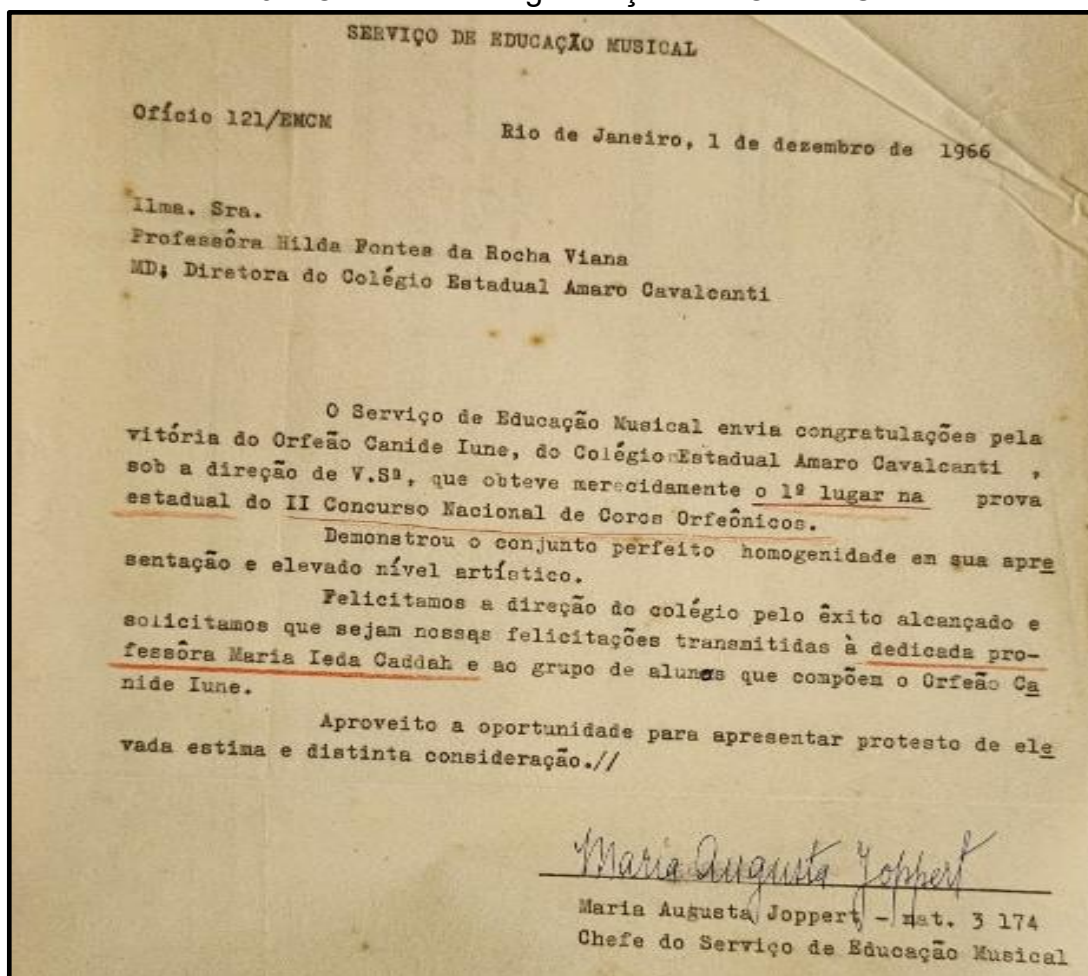 SERVIÇO DE EDUCAÇÃO MUSICAL
Ofício 121/EMCM
Rio de Janeiro, 1 de dezembro de 1966
Ilma. Sra.
Professôra Hilda Fontes da Rocha Viana
MD; Diretora do Colégio Estadual Amaro Cavalcanti
O Serviço de Educação Musical envia congratulações pela
vitória do Orfeão Canide Iune, do Colégio Estadual Amaro Cavalcanti ,
sob a direção de V.Sª, que obteve merecidamente o 1º lugar na prova
estadual do II Concurso Nacional de Coros Orfeônicos.
Demonstrou o conjunto perfeito homogenidade em sua apre
sentação e elevado nível artístico.
Felicitamos a direção do colégio pelo êxito alcançado e
solicitamos que sejam nossas felicitações transmitidas à dedicada pro-
fessôra Maria Ieda Caddah e ao grupo de alunos que compõem o Orfeão Ca
nide Iune.
Aproveito a oportunidade para apresentar protesto de ele
vada estima e distinta consideração.//
Maria Augusta Joppert
Maria Augusta Joppert - mat. 3 174
Chefe do Serviço de Educação Musical